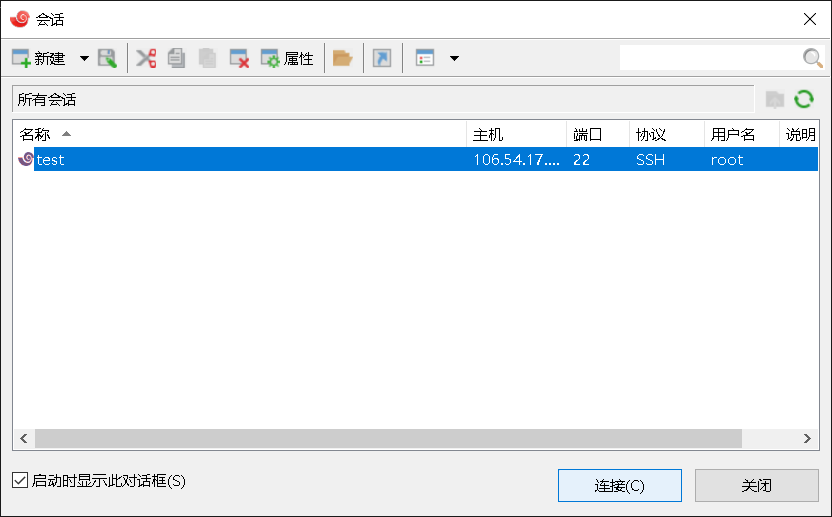 会话
新建
属性
所有会话
名称 主机 端口 协议 用户名 说明
test 106.54.17.... 22 SSH root
启动时显示此对话框(S)
连接(C) 关闭